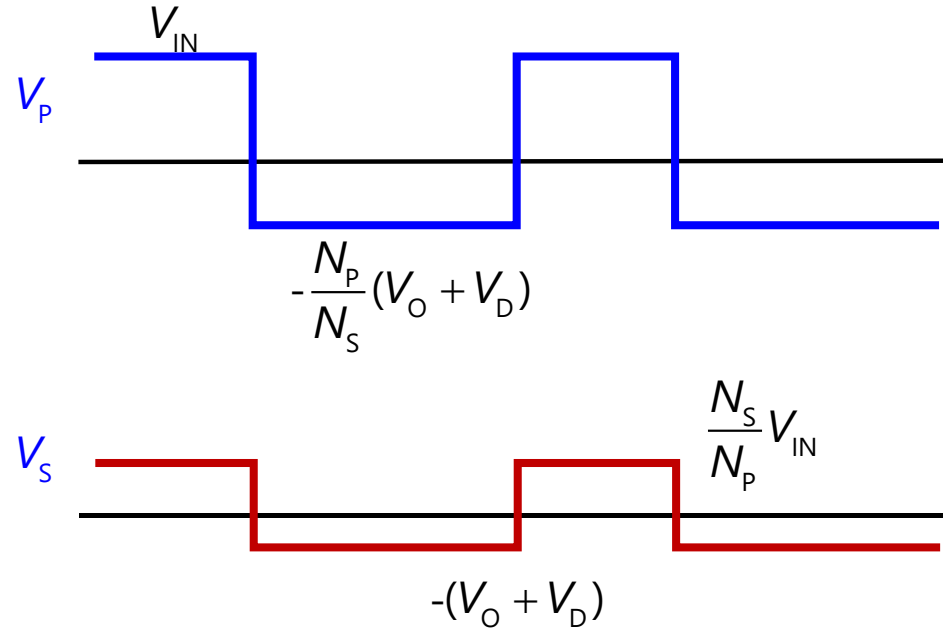 V_IN
V_P
-N_P/N_S(V_O + V_D)
N_S/N_P V_IN
V_S
-(V_O + V_D)